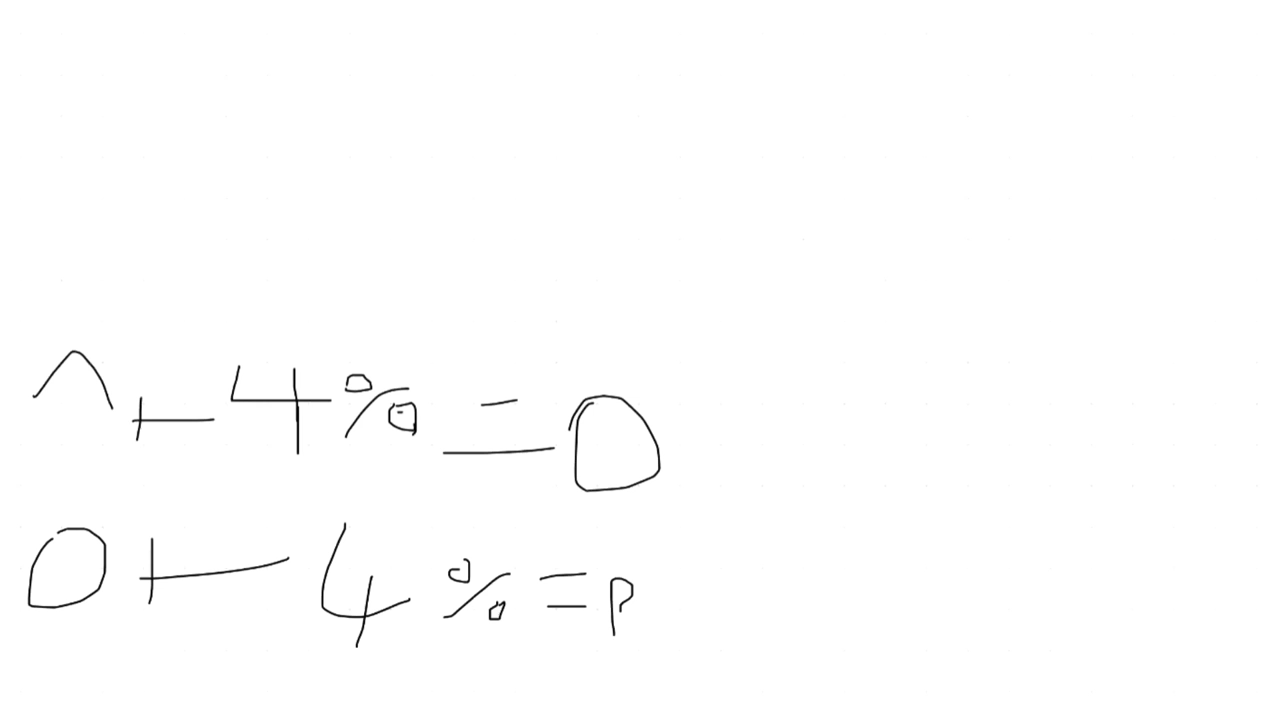 ^ + 4% = 0
0 + 4% = p